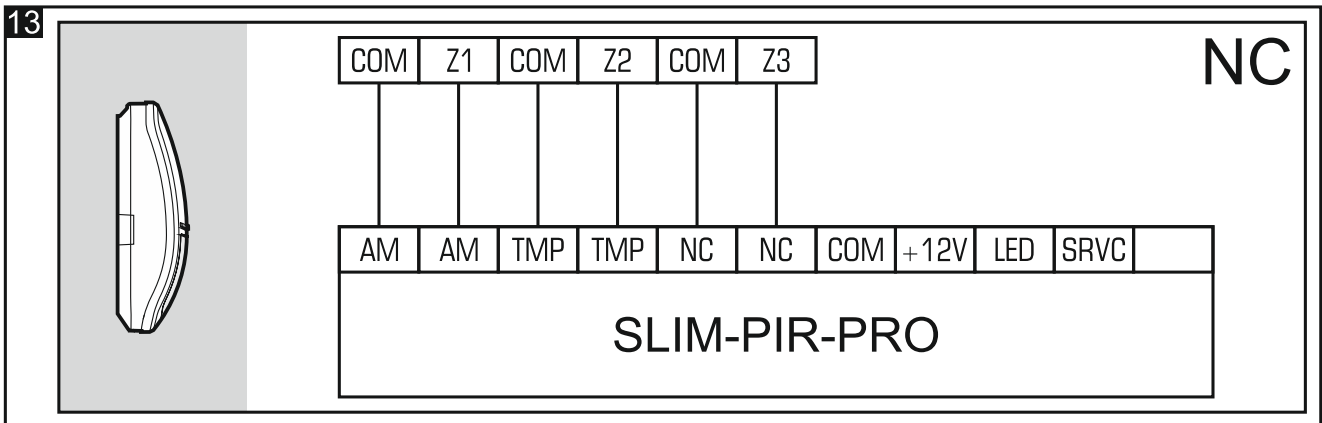 13
NC
COM Z1 COM Z2 COM Z3
AM AM TMP TMP NC NC COM +12V LED SRVC
SLIM-PIR-PRO